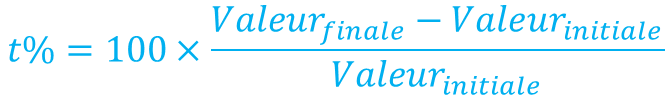 t% = 100 × (Valeur_finale − Valeur_initiale) / Valeur_initiale